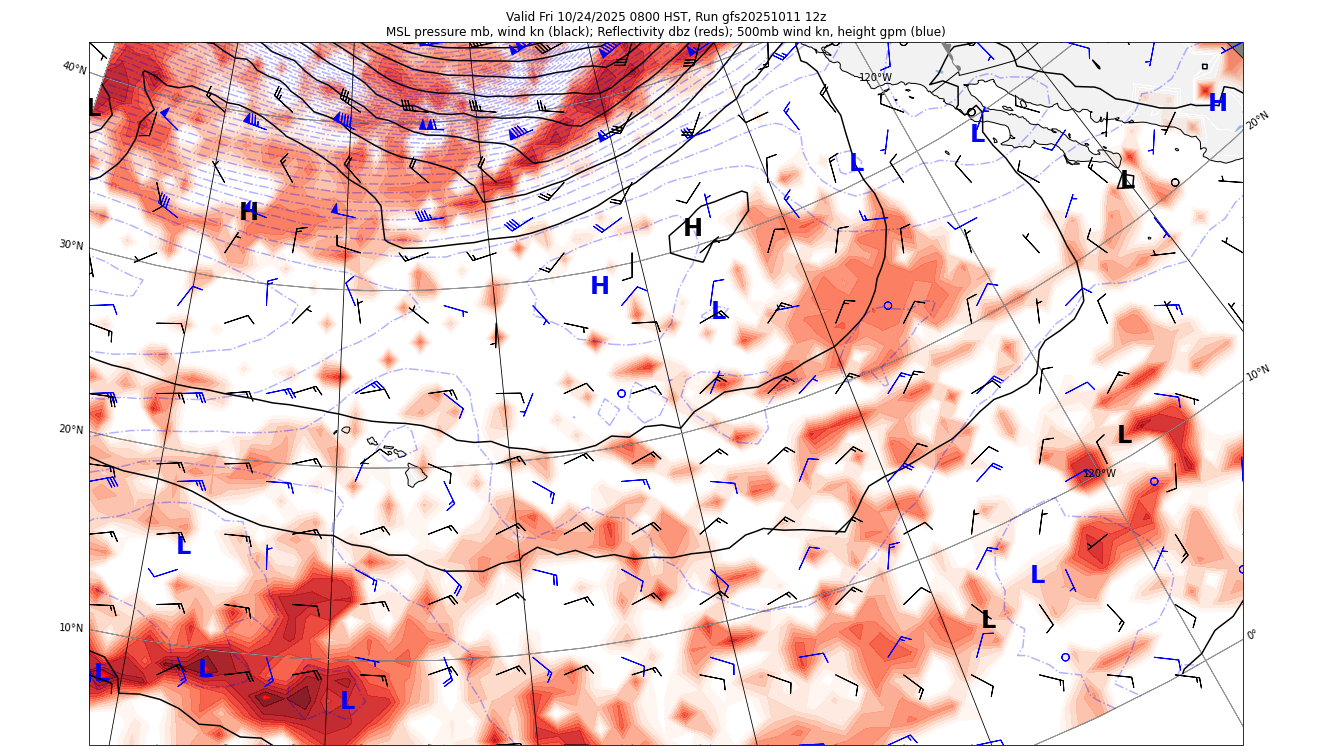 Valid Fri 10/24/2025 0800 HST, Run gfs20251011 12z
MSL pressure mb, wind kn (black); Reflectivity dbz (reds); 500mb wind kn, height gpm (blue)
40°N
120°W
H
20°N
L
L
L
L
H
H
30°N
H
L
10°N
20°N
L
120°W
L
L
10°N
L
0°
L
L
L